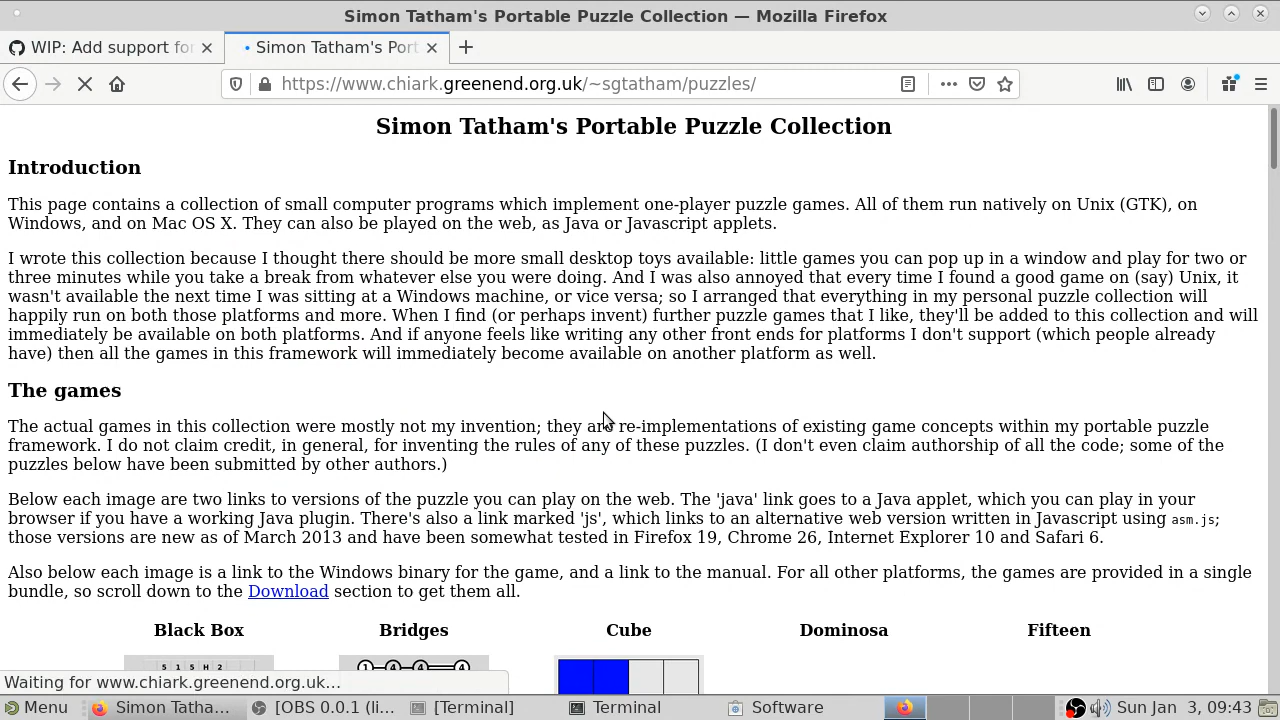 Simon Tatham's Portable Puzzle Collection — Mozilla Firefox
WIP: Add support for
Simon Tatham's Port
https://www.chiark.greenend.org.uk/~sgtatham/puzzles/
Simon Tatham's Portable Puzzle Collection
Introduction
This page contains a collection of small computer programs which implement one-player puzzle games. All of them run natively on Unix (GTK), on
Windows, and on Mac OS X. They can also be played on the web, as Java or Javascript applets.
I wrote this collection because I thought there should be more small desktop toys available: little games you can pop up in a window and play for two or
three minutes while you take a break from whatever else you were doing. And I was also annoyed that every time I found a good game on (say) Unix, it
wasn't available the next time I was sitting at a Windows machine, or vice versa; so I arranged that everything in my personal puzzle collection will
happily run on both those platforms and more. When I find (or perhaps invent) further puzzle games that I like, they'll be added to this collection and will
immediately be available on both platforms. And if anyone feels like writing any other front ends for platforms I don't support (which people already
have) then all the games in this framework will immediately become available on another platform as well.
The games
The actual games in this collection were mostly not my invention; they are re-implementations of existing game concepts within my portable puzzle
framework. I do not claim credit, in general, for inventing the rules of any of these puzzles. (I don't even claim authorship of all the code; some of the
puzzles below have been submitted by other authors.)
Below each image are two links to versions of the puzzle you can play on the web. The 'java' link goes to a Java applet, which you can play in your
browser if you have a working Java plugin. There's also a link marked 'js', which links to an alternative web version written in Javascript using asm.js;
those versions are new as of March 2013 and have been somewhat tested in Firefox 19, Chrome 26, Internet Explorer 10 and Safari 6.
Also below each image is a link to the Windows binary for the game, and a link to the manual. For all other platforms, the games are provided in a single
bundle, so scroll down to the Download section to get them all.
Black Box Bridges Cube Dominosa Fifteen
5 1 5 H 2
1 4 4 4
Waiting for www.chiark.greenend.org.uk…
Menu Simon Tatha... [OBS 0.0.1 (li... [Terminal] Terminal Software Sun Jan 3, 09:43